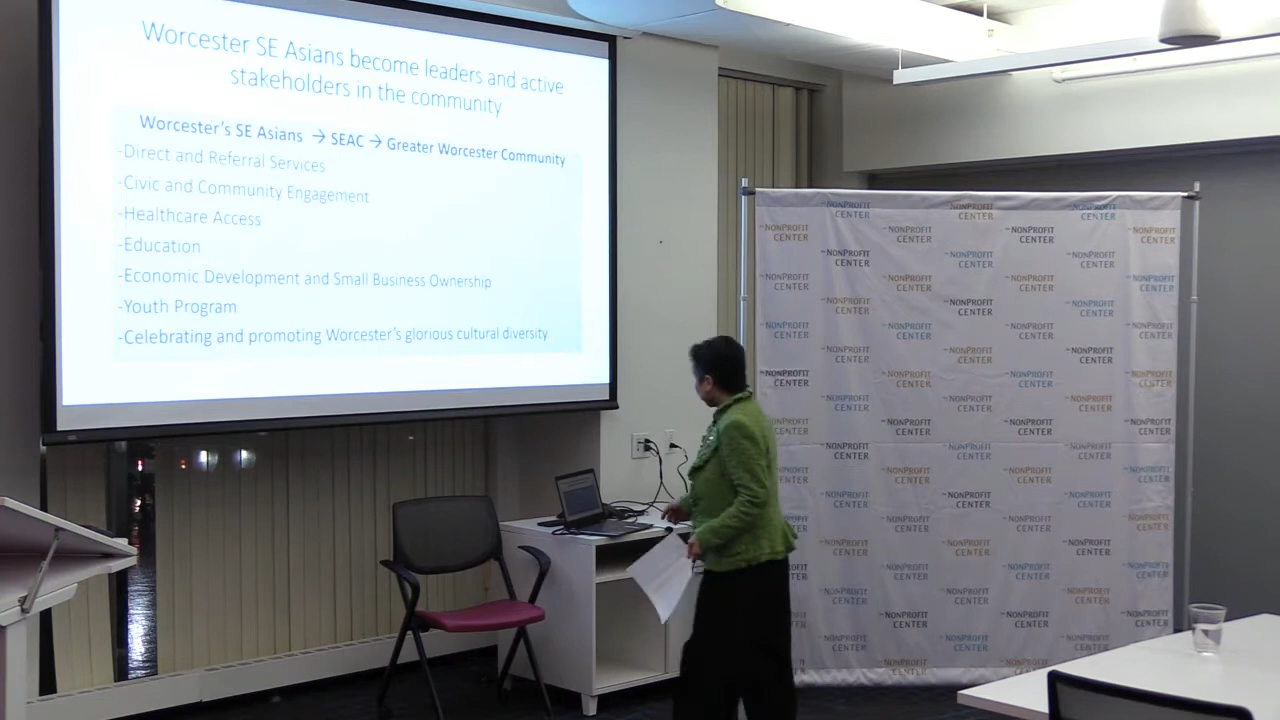 Worcester SE Asians become leaders and active
stakeholders in the community
Worcester's SE Asians → SEAC → Greater Worcester Community
-Direct and Referral Services
-Civic and Community Engagement
-Healthcare Access
-Education
-Economic Development and Small Business Ownership
-Youth Program
-Celebrating and promoting Worcester's glorious cultural diversity
THE NONPROFIT
CENTER